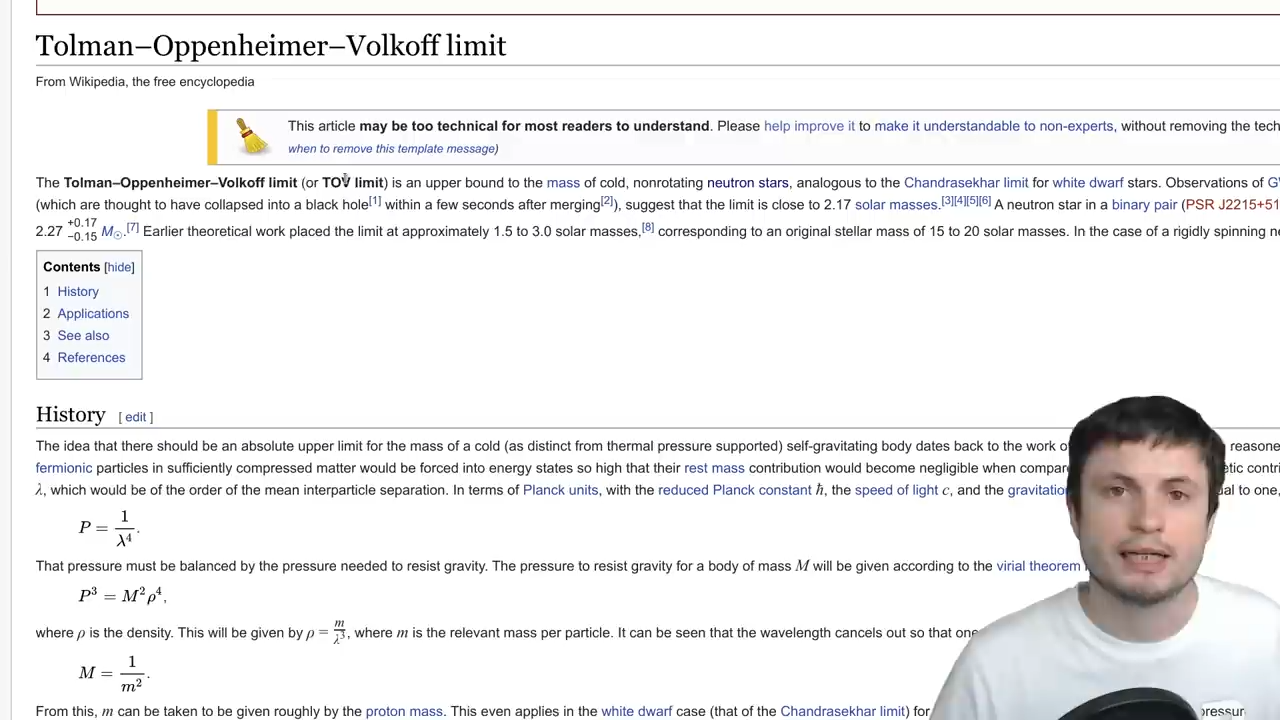 Tolman–Oppenheimer–Volkoff limit
From Wikipedia, the free encyclopedia
This article may be too technical for most readers to understand. Please help improve it to make it understandable to non-experts, without removing the tech
when to remove this template message)
The Tolman–Oppenheimer–Volkoff limit (or TOV limit) is an upper bound to the mass of cold, nonrotating neutron stars, analogous to the Chandrasekhar limit for white dwarf stars. Observations of G
(which are thought to have collapsed into a black hole[1] within a few seconds after merging[2]), suggest that the limit is close to 2.17 solar masses.[3][4][5][6] A neutron star in a binary pair (PSR J2215+51
2.27 +0.17 −0.15 M☉.[7] Earlier theoretical work placed the limit at approximately 1.5 to 3.0 solar masses,[8] corresponding to an original stellar mass of 15 to 20 solar masses. In the case of a rigidly spinning ne
Contents [hide]
1 History
2 Applications
3 See also
4 References
History [ edit ]
The idea that there should be an absolute upper limit for the mass of a cold (as distinct from thermal pressure supported) self-gravitating body dates back to the work o reasone
fermionic particles in sufficiently compressed matter would be forced into energy states so high that their rest mass contribution would become negligible when compar etic contri
λ, which would be of the order of the mean interparticle separation. In terms of Planck units, with the reduced Planck constant ħ, the speed of light c, and the gravitatio ual to one,
P = 1/λ⁴.
That pressure must be balanced by the pressure needed to resist gravity. The pressure to resist gravity for a body of mass M will be given according to the virial theorem
P³ = M²ρ⁴,
where ρ is the density. This will be given by ρ = m/λ³, where m is the relevant mass per particle. It can be seen that the wavelength cancels out so that one
M = 1/m².
From this, m can be taken to be given roughly by the proton mass. This even applies in the white dwarf case (that of the Chandrasekhar limit) for pressur